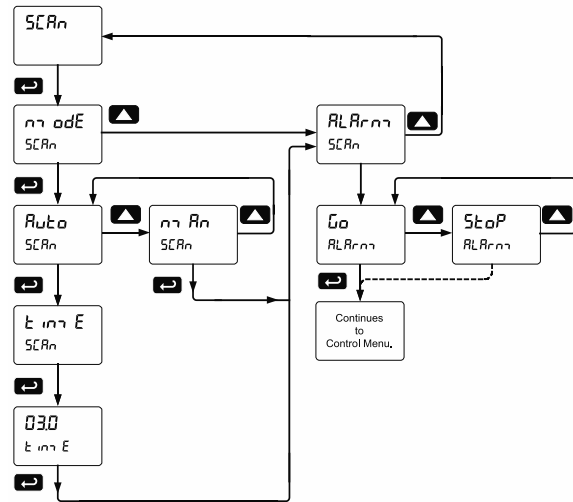 SCAn
modE
SCAn
Auto
SCAn
mAn
SCAn
timE
SCAn
03.0
timE
ALArm
SCAn
Go
ALArm
StoP
ALArm
Continues
to
Control Menu.